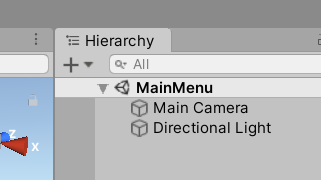 Hierarchy
All
MainMenu
Main Camera
Directional Light
z
x